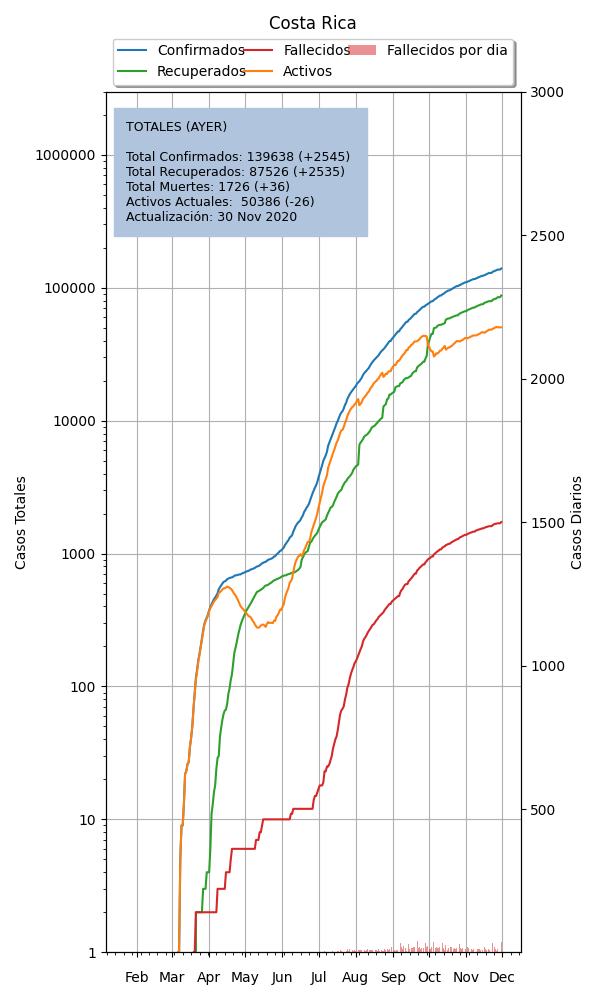 Costa Rica
Confirmados Fallecidos Fallecidos por dia
Recuperados Activos
TOTALES (AYER)
Total Confirmados: 139638 (+2545)
Total Recuperados: 87526 (+2535)
Total Muertes: 1726 (+36)
Activos Actuales:  50386 (-26)
Actualización: 30 Nov 2020
Casos Totales
1000000
100000
10000
1000
100
10
1
3000
2500
2000
1500
1000
500
Casos Diarios
Feb Mar Apr May Jun Jul Aug Sep Oct Nov Dec